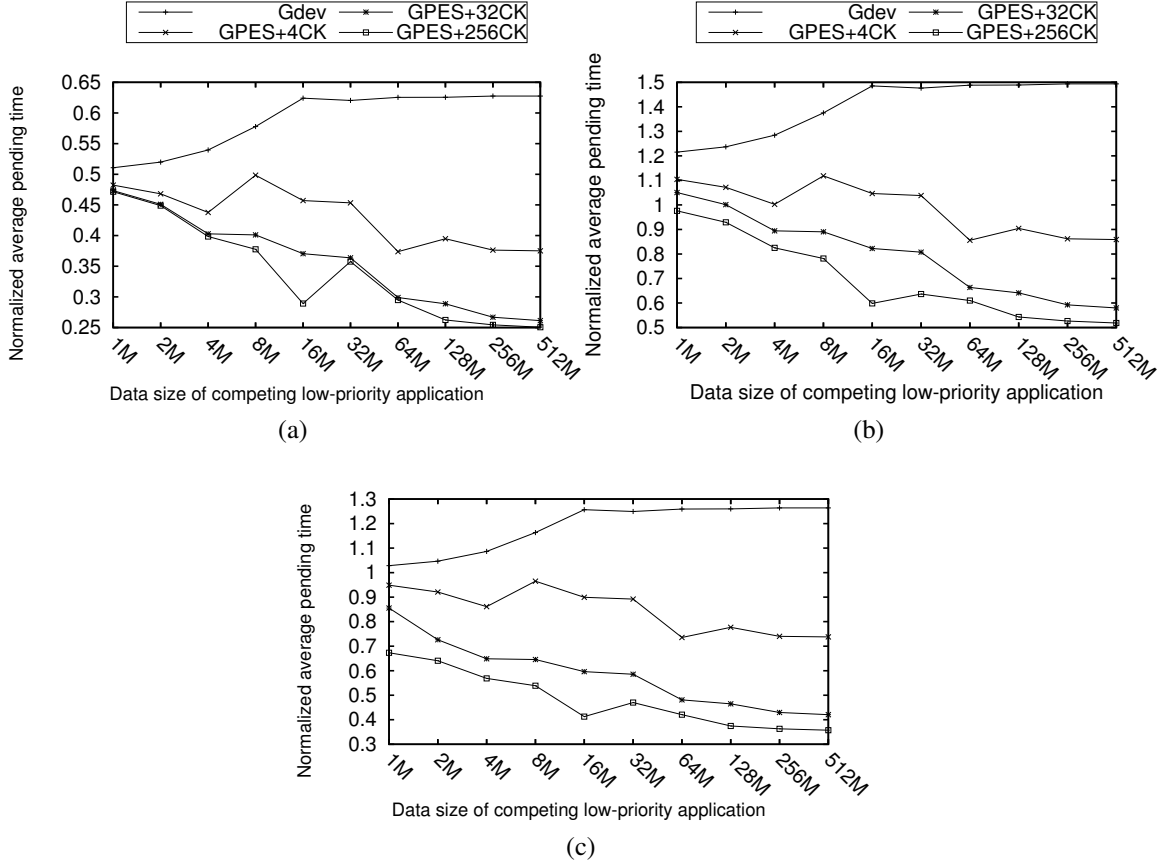 Gdev GPES+32CK
GPES+4CK GPES+256CK
Normalized average pending time
0.65
0.6
0.55
0.5
0.45
0.4
0.35
0.3
0.25
1M 2M 4M 8M 16M 32M 64M 128M 256M 512M
Data size of competing low-priority application
(a)
Gdev GPES+32CK
GPES+4CK GPES+256CK
Normalized average pending time
1.5
1.4
1.3
1.2
1.1
1
0.9
0.8
0.7
0.6
0.5
1M 2M 4M 8M 16M 32M 64M 128M 256M 512M
Data size of competing low-priority application
(b)
Normalized average pending time
1.3
1.2
1.1
1
0.9
0.8
0.7
0.6
0.5
0.4
0.3
1M 2M 4M 8M 16M 32M 64M 128M 256M 512M
Data size of competing low-priority application
(c)